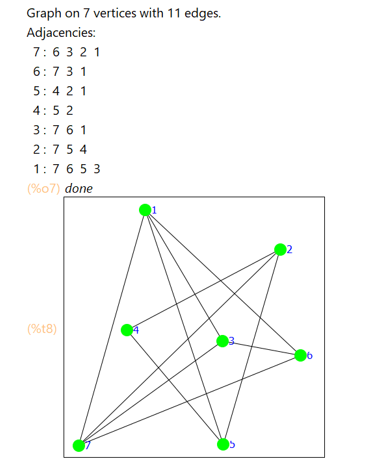 Graph on 7 vertices with 11 edges.
Adjacencies:
7 : 6 3 2 1
6 : 7 3 1
5 : 4 2 1
4 : 5 2
3 : 7 6 1
2 : 7 5 4
1 : 7 6 5 3
(%o7) done
1
2
(%t8)
4
3
6
7
5